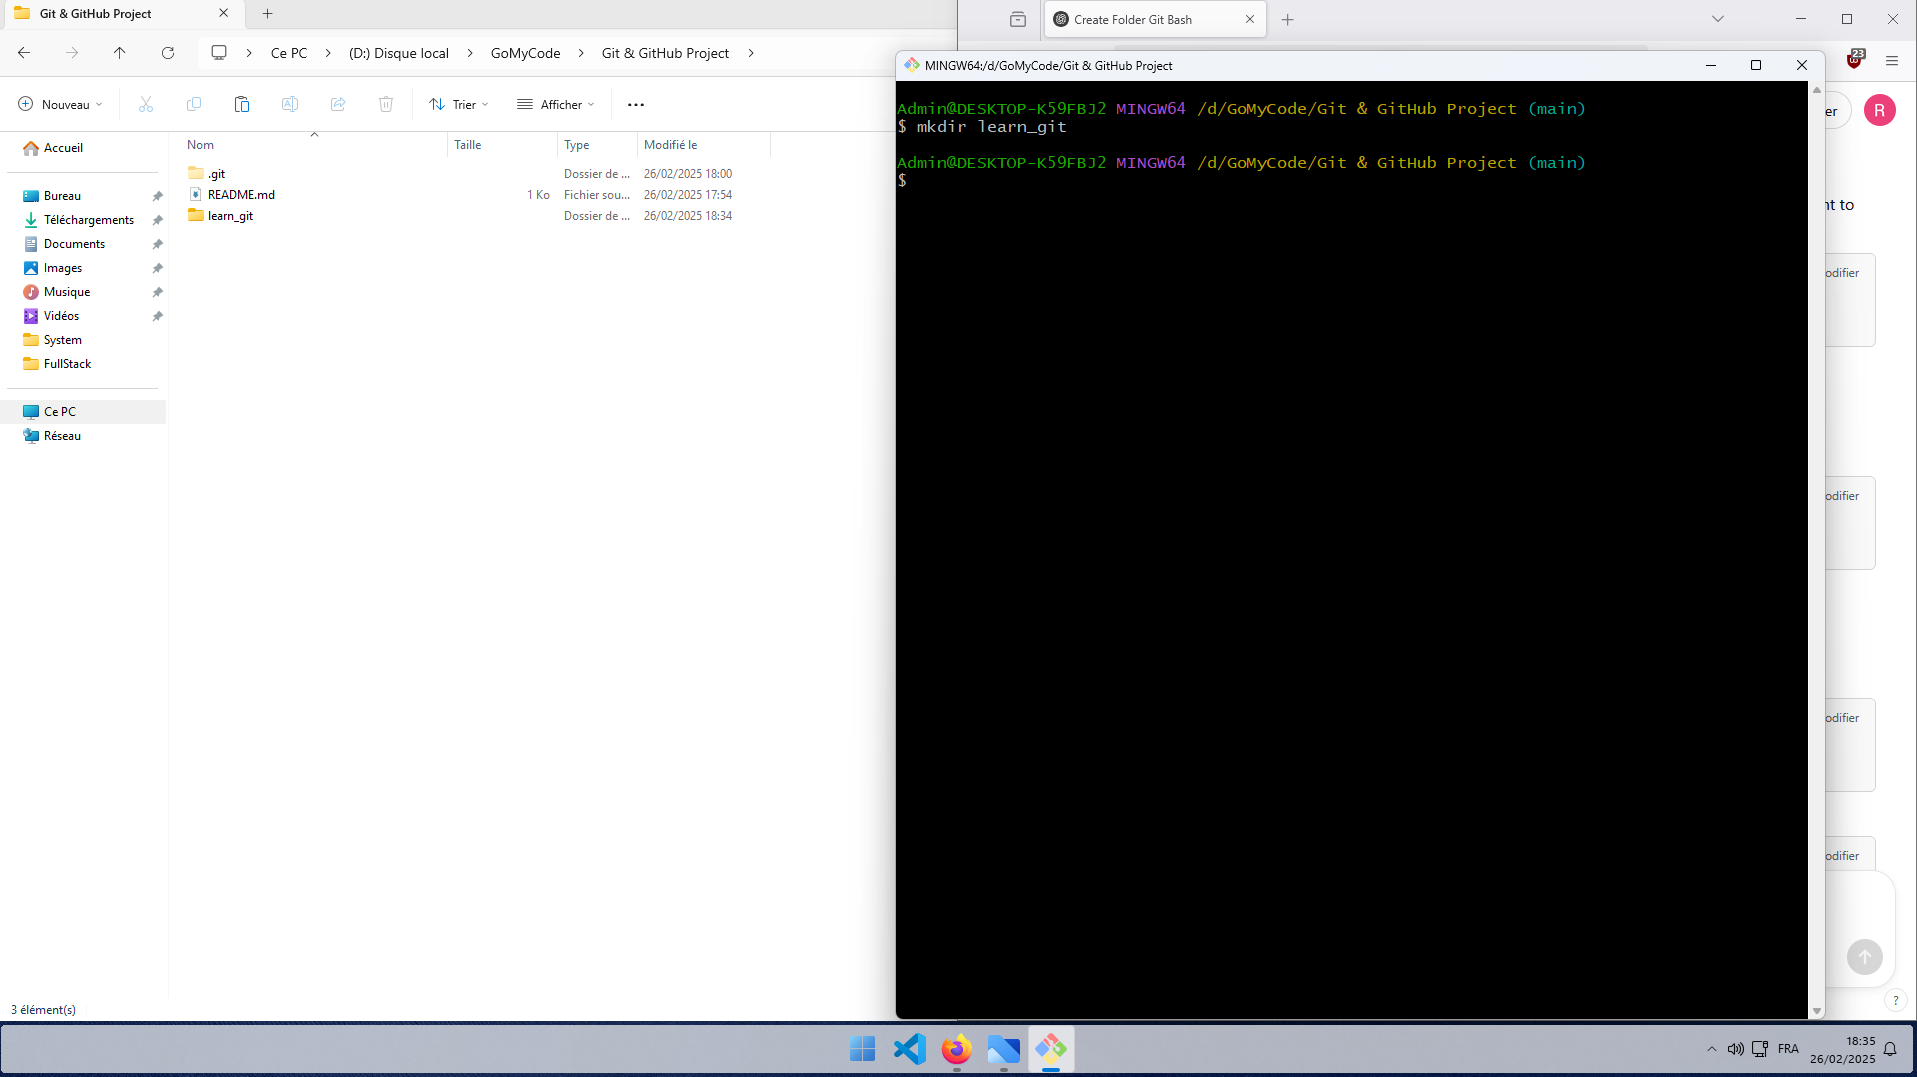 Git & GitHub Project
Ce PC
(D:) Disque local
GoMyCode
Git & GitHub Project
Nouveau
Trier
Afficher
Accueil
Bureau
Téléchargements
Documents
Images
Musique
Vidéos
System
FullStack
Ce PC
Réseau
Nom Taille Type Modifié le
.git Dossier de ... 26/02/2025 18:00
README.md 1 Ko Fichier sou... 26/02/2025 17:54
learn_git Dossier de ... 26/02/2025 18:34
3 élément(s)
Create Folder Git Bash
23
MINGW64:/d/GoMyCode/Git & GitHub Project
Admin@DESKTOP-K59FBJ2 MINGW64 /d/GoMyCode/Git & GitHub Project (main)
$ mkdir learn_git
Admin@DESKTOP-K59FBJ2 MINGW64 /d/GoMyCode/Git & GitHub Project (main)
$
er
R
nt to
odifier
odifier
odifier
odifier
?
FRA
18:35
26/02/2025